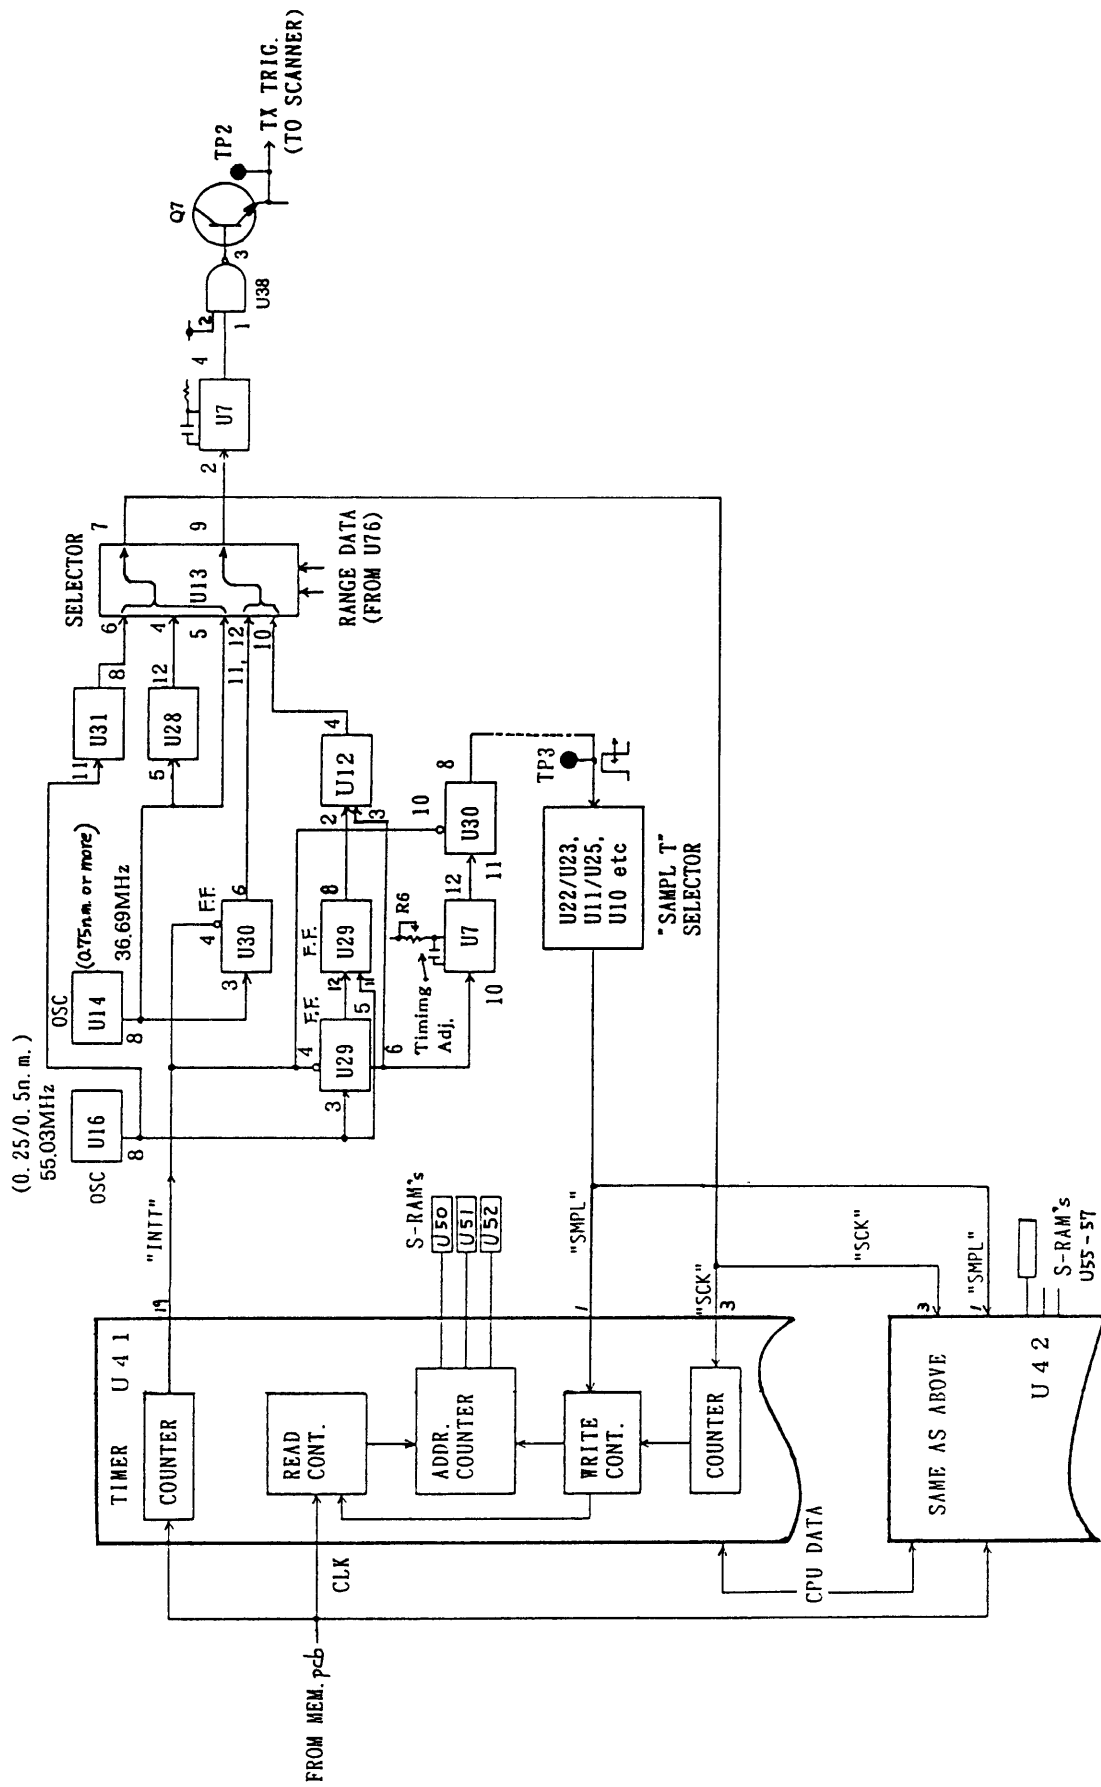 (0.25/0.5n.m.)
55.03MHz
OSC
U16
8
OSC
U14
8
(0.75n.m. or more)
36.69MHz
11
U31
8
5
U28
12
SELECTOR
6
4
5
11, 12
10
U13
7
9
RANGE DATA
(FROM U76)
2
U7
4
2
1
U38
3
Q7
TP2
TX TRIG.
(TO SCANNER)
"INIT"
F.F.
4
3
U30
6
F.F.
4
3
U29
5
6
F.F.
12
11
U29
8
2
3
U12
4
Timimg
Adj.
R6
10
U7
12
11
U30
10
8
TP3
U22/U23,
U11/U25,
U10 etc
"SAMPL T"
SELECTOR
TIMER U41
COUNTER
19
READ
CONT.
ADDR.
COUNTER
S-RAM's
U50
U51
U52
WRITE
CONT.
1
"SMPL"
COUNTER
3
"SCK"
CLK
FROM MEM.pcb
CPU DATA
SAME AS ABOVE
U42
3
"SCK"
1
"SMPL"
S-RAM's
U55-57